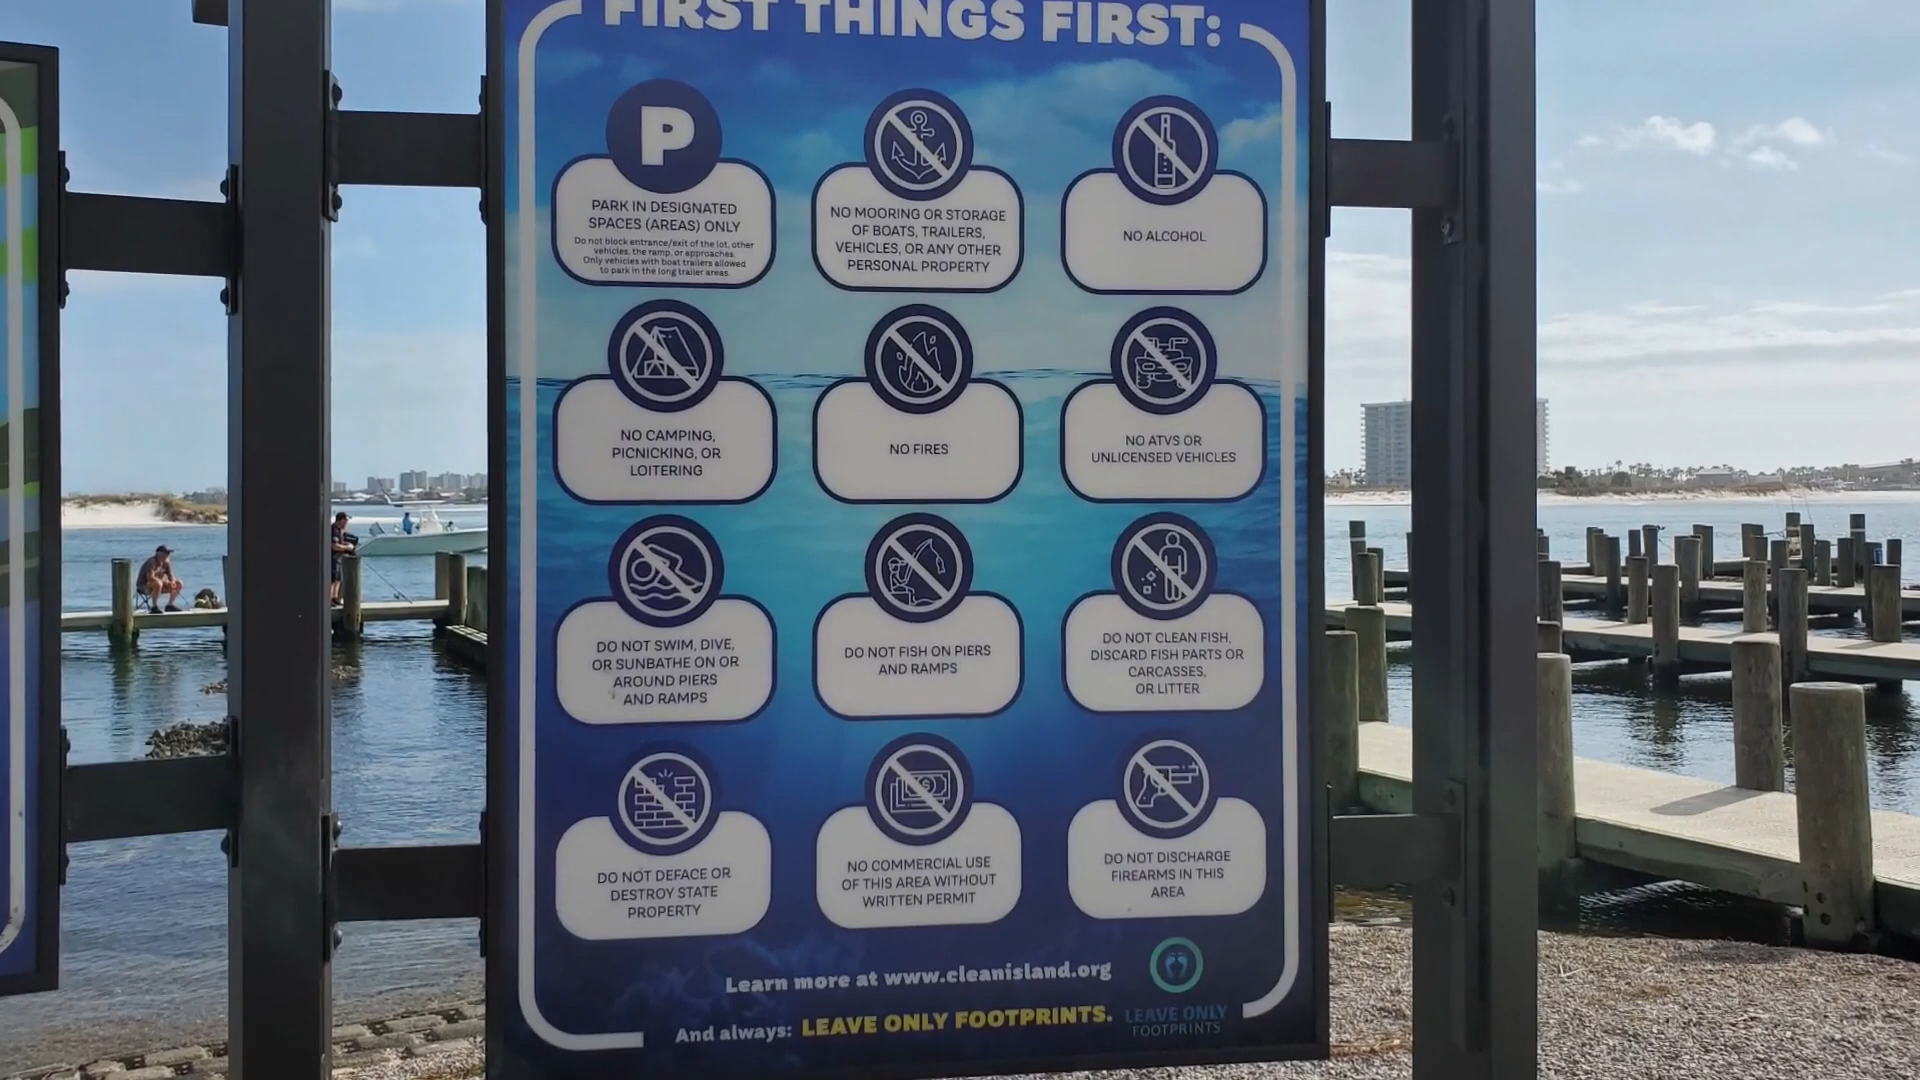 FIRST THINGS FIRST:
P
PARK IN DESIGNATED
SPACES (AREAS) ONLY
Do not block entrance/exit of the lot, other
vehicles, the ramp, or approaches.
Only vehicles with boat trailers allowed
to park in the long trailer areas.
NO MOORING OR STORAGE
OF BOATS, TRAILERS,
VEHICLES, OR ANY OTHER
PERSONAL PROPERTY
NO ALCOHOL
NO CAMPING,
PICNICKING, OR
LOITERING
NO FIRES
NO ATVS OR
UNLICENSED VEHICLES
DO NOT SWIM, DIVE,
OR SUNBATHE ON OR
AROUND PIERS
AND RAMPS
DO NOT FISH ON PIERS
AND RAMPS
DO NOT CLEAN FISH,
DISCARD FISH PARTS OR
CARCASSES,
OR LITTER
DO NOT DEFACE OR
DESTROY STATE
PROPERTY
NO COMMERCIAL USE
OF THIS AREA WITHOUT
WRITTEN PERMIT
DO NOT DISCHARGE
FIREARMS IN THIS
AREA
Learn more at www.cleanisland.org
And always: LEAVE ONLY FOOTPRINTS.
LEAVE ONLY
FOOTPRINTS